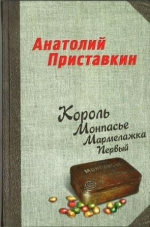 Анатолий
Приставкин
Король
Монпасье
Мармелажка
Первый